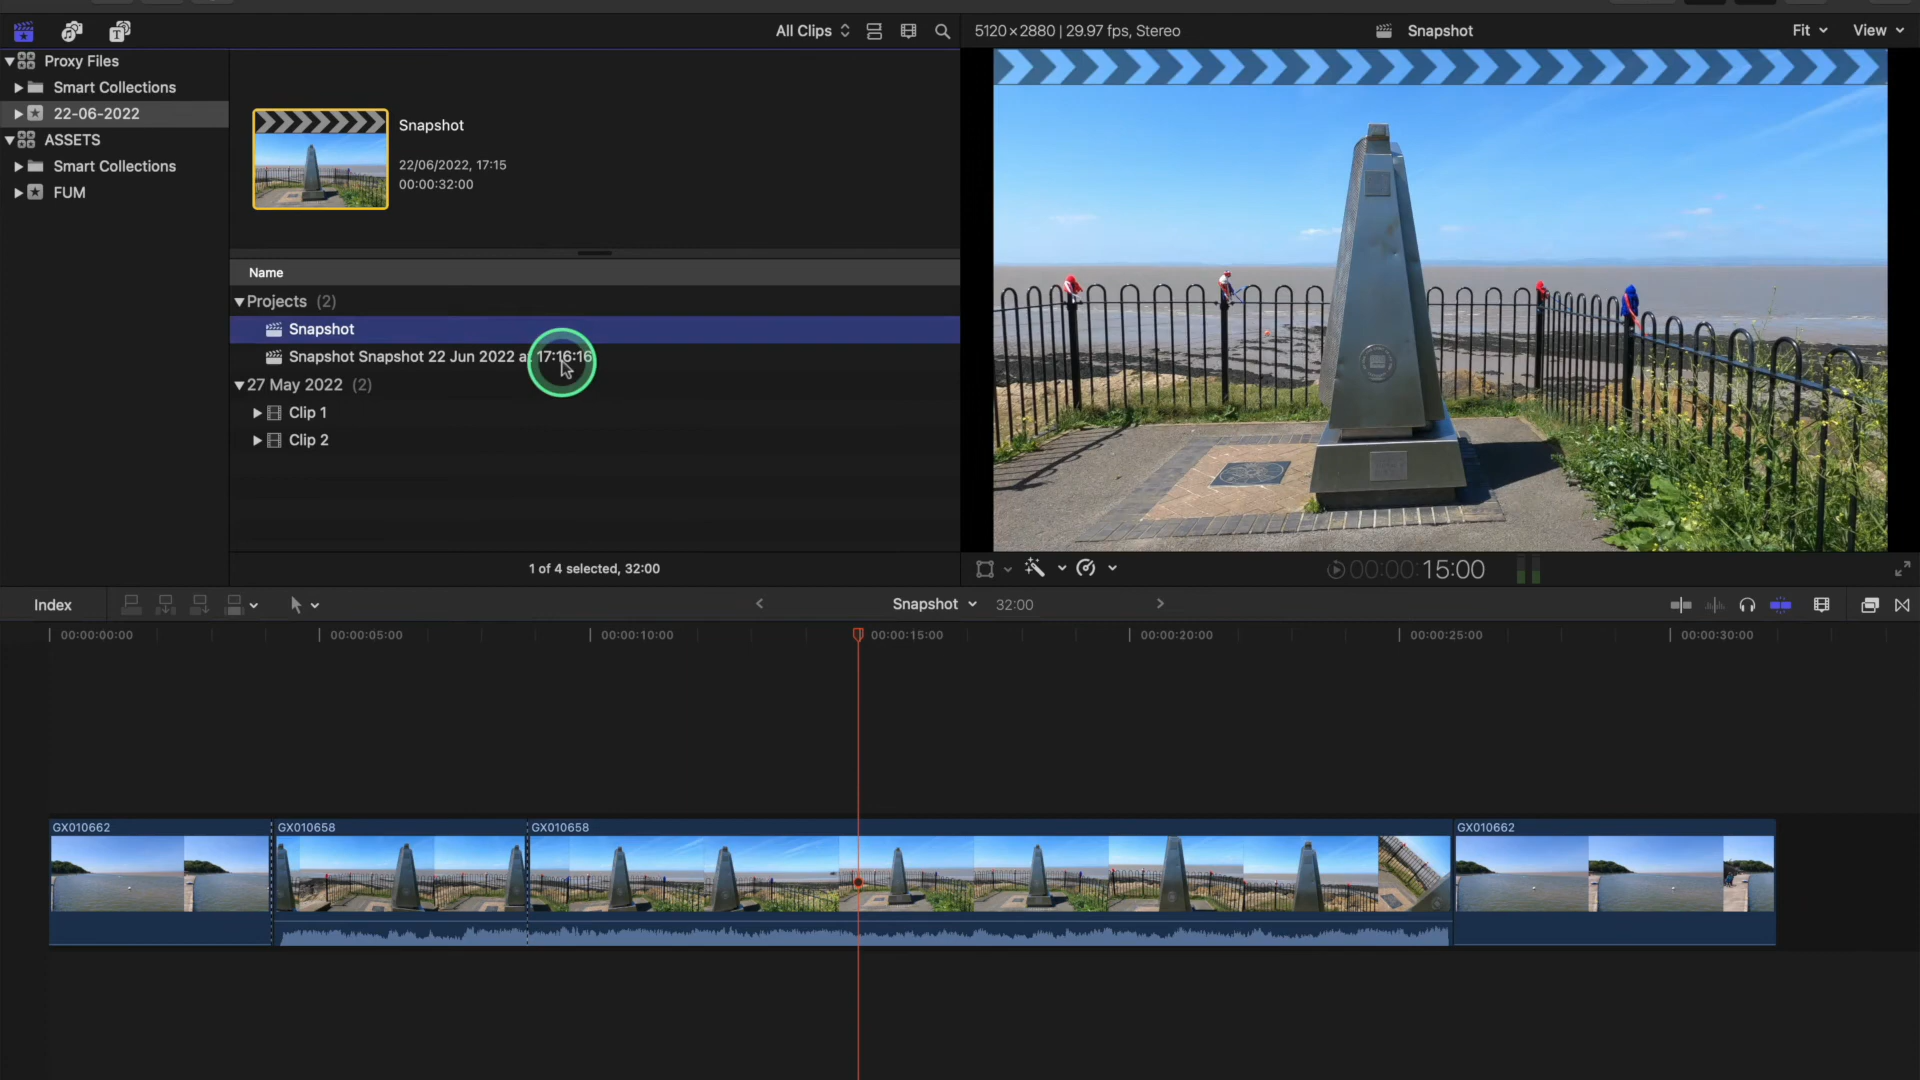 All Clips
5120×2880 | 29.97 fps, Stereo
Snapshot
Fit
View
Proxy Files
Smart Collections
22-06-2022
ASSETS
Smart Collections
FUM
Snapshot
22/06/2022, 17:15
00:00:32:00
Name
Projects (2)
Snapshot
Snapshot Snapshot 22 Jun 2022 at 17:16:16
27 May 2022 (2)
Clip 1
Clip 2
1 of 4 selected, 32:00
00:00:15:00
Index
Snapshot
32:00
00:00:00:00
00:00:05:00
00:00:10:00
00:00:15:00
00:00:20:00
00:00:25:00
00:00:30:00
GX010662
GX010658
GX010658
GX010662